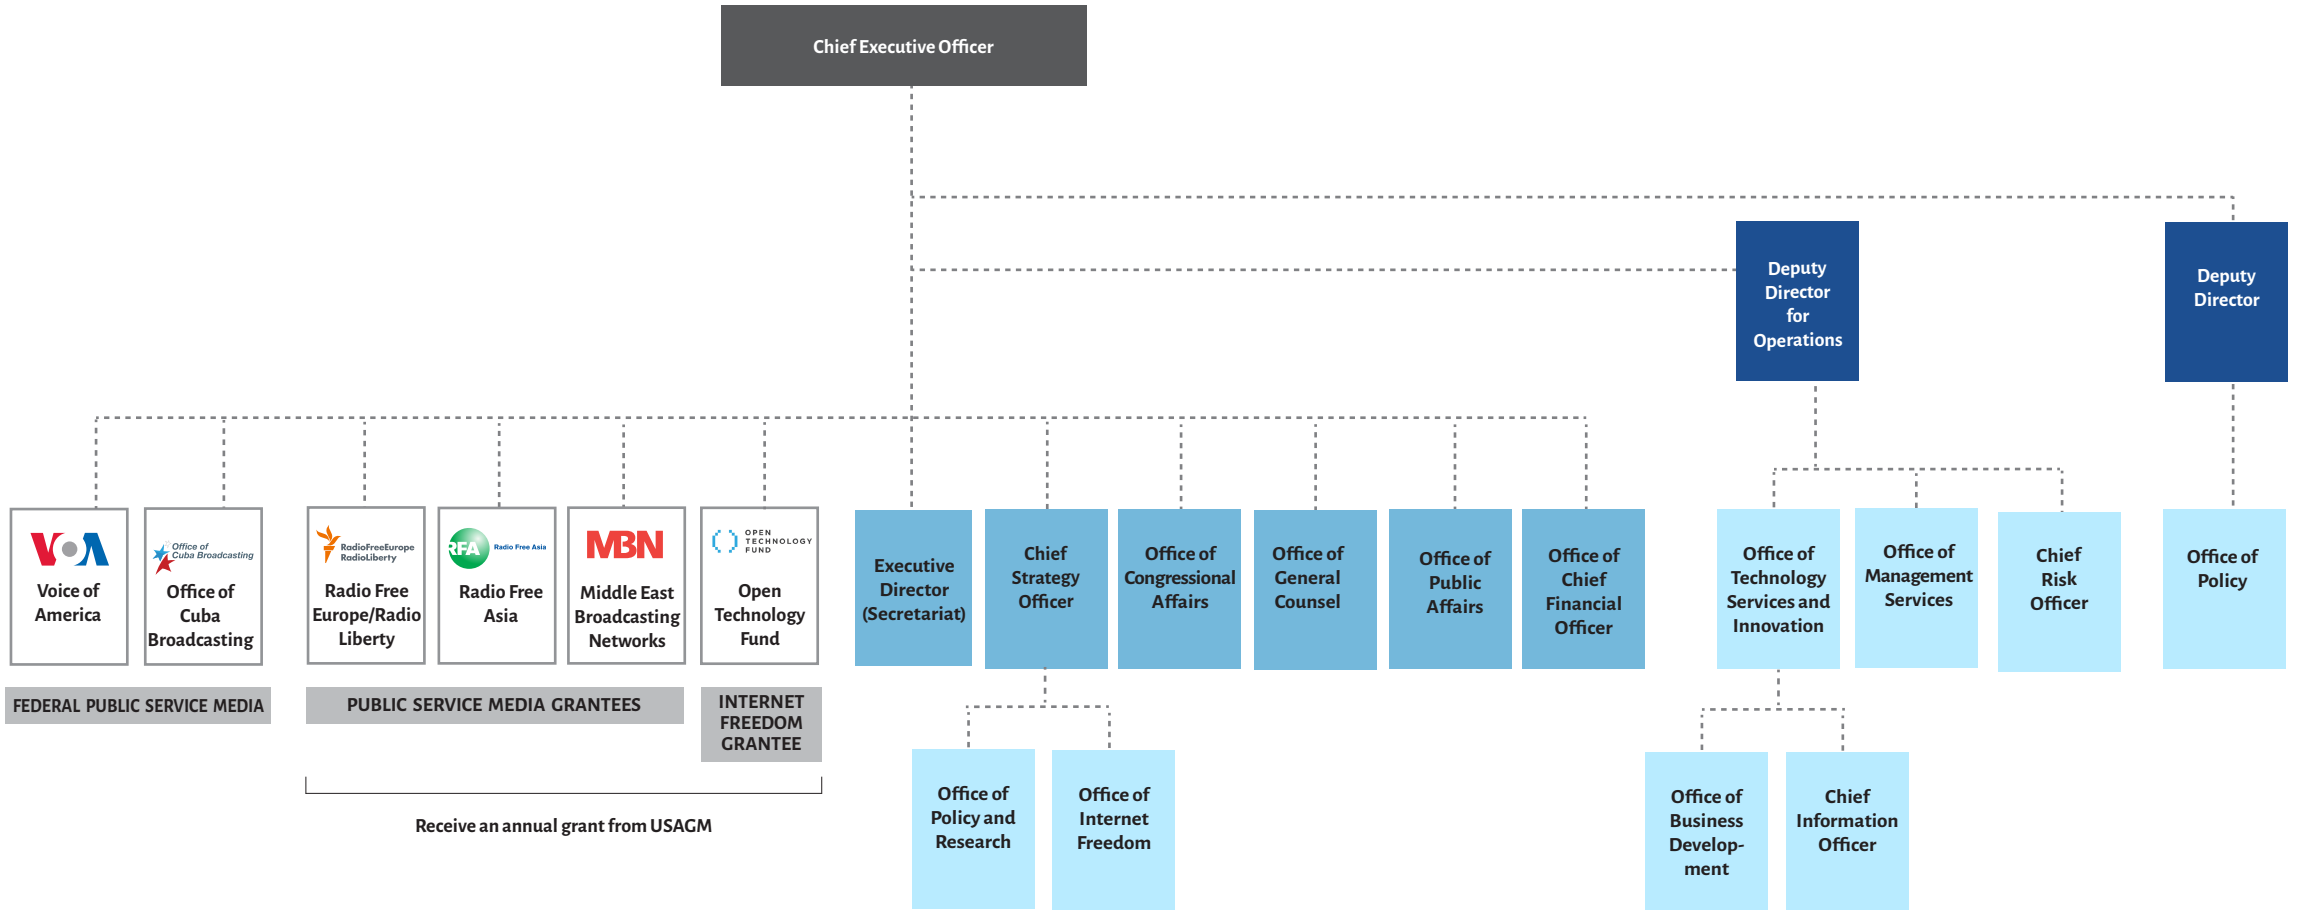 Chief Executive Officer
Deputy
Director
for
Operations
Deputy
Director
VOA
Voice of
America
Office of
Cuba Broadcasting
Office of
Cuba
Broadcasting
RadioFreeEurope
RadioLiberty
Radio Free
Europe/Radio
Liberty
RFA
Radio Free Asia
Radio Free
Asia
MBN
Middle East
Broadcasting
Networks
OPEN
TECHNOLOGY
FUND
Open
Technology
Fund
Executive
Director
(Secretariat)
Chief
Strategy
Officer
Office of
Congressional
Affairs
Office of
General
Counsel
Office of
Public
Affairs
Office of
Chief
Financial
Officer
Office of
Technology
Services and
Innovation
Office of
Management
Services
Chief
Risk
Officer
Office of
Policy
FEDERAL PUBLIC SERVICE MEDIA
PUBLIC SERVICE MEDIA GRANTEES
INTERNET
FREEDOM
GRANTEE
Receive an annual grant from USAGM
Office of
Policy and
Research
Office of
Internet
Freedom
Office of
Business
Develop-
ment
Chief
Information
Officer